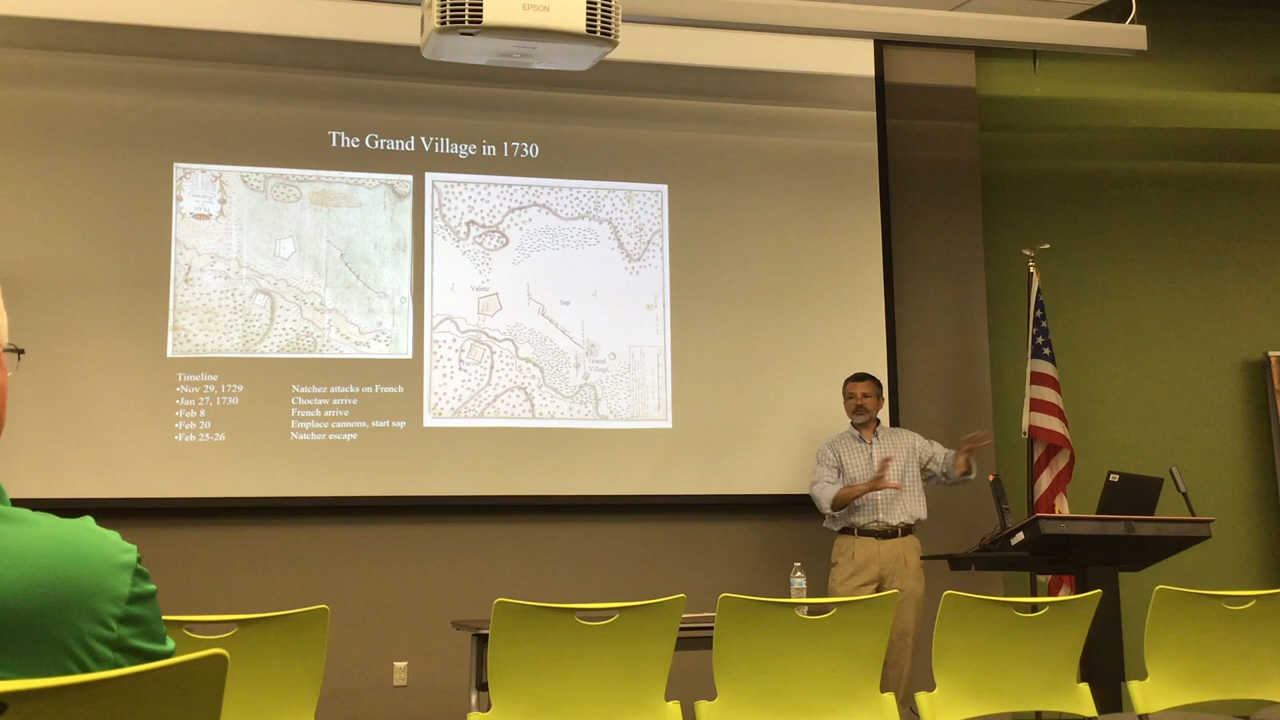 EPSON
The Grand Village in 1730
Valeur
Sap
Grand
Village
Timeline
•Nov 29, 1729 Natchez attacks on French
•Jan 27, 1730 Choctaw arrive
•Feb 8 French arrive
•Feb 20 Emplace cannons, start sap
•Feb 25-26 Natchez escape